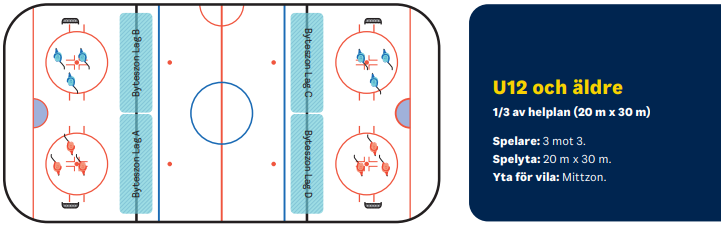 Byteszon Lag B
Byteszon Lag C
Byteszon Lag A
Byteszon Lag D
U12 och äldre
1/3 av helplan (20 m x 30 m)
Spelare: 3 mot 3.
Spelyta: 20 m x 30 m.
Yta för vila: Mittzon.